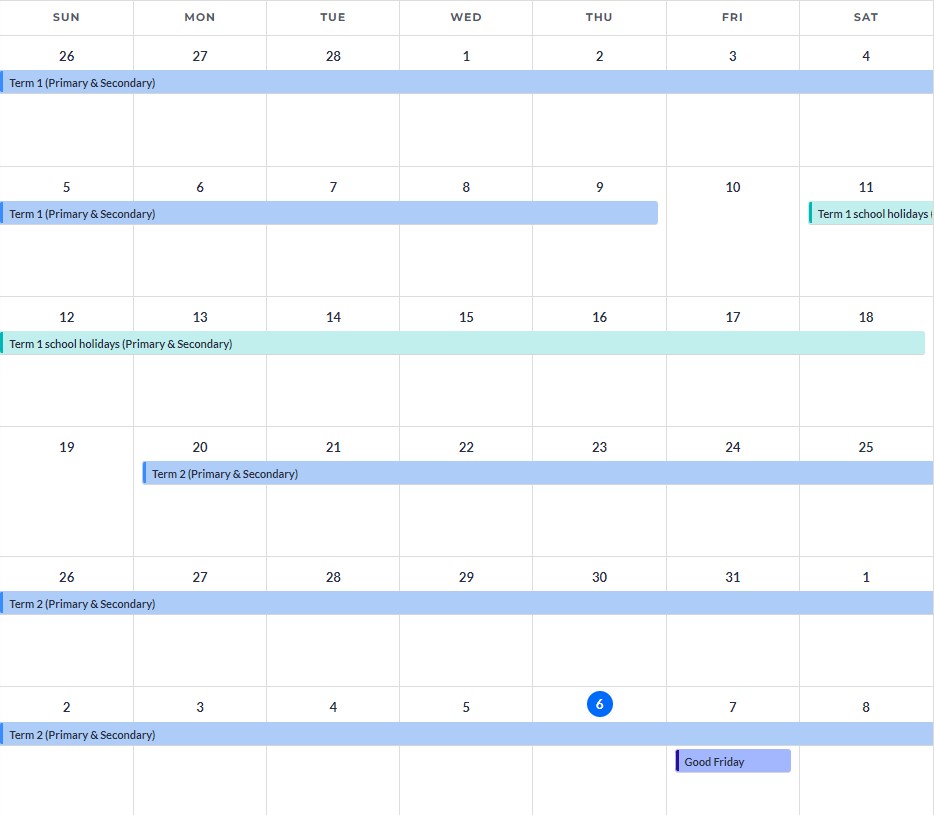 SUN MON TUE WED THU FRI SAT
26 27 28 1 2 3 4
Term 1 (Primary & Secondary)
5 6 7 8 9 10 11
Term 1 (Primary & Secondary) Term 1 school holidays (
12 13 14 15 16 17 18
Term 1 school holidays (Primary & Secondary)
19 20 21 22 23 24 25
Term 2 (Primary & Secondary)
26 27 28 29 30 31 1
Term 2 (Primary & Secondary)
2 3 4 5 6 7 8
Term 2 (Primary & Secondary)
Good Friday